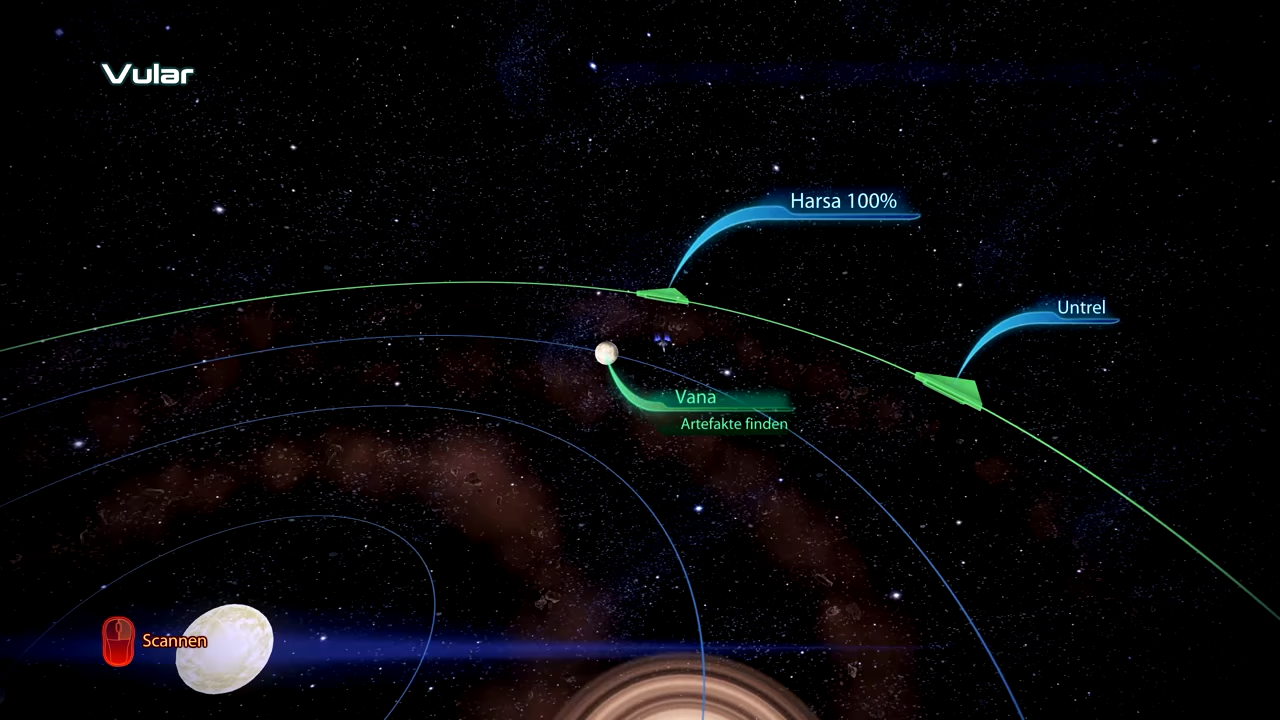 Vular
Harsa 100%
Untrel
Vana
Artefakte finden
Scannen